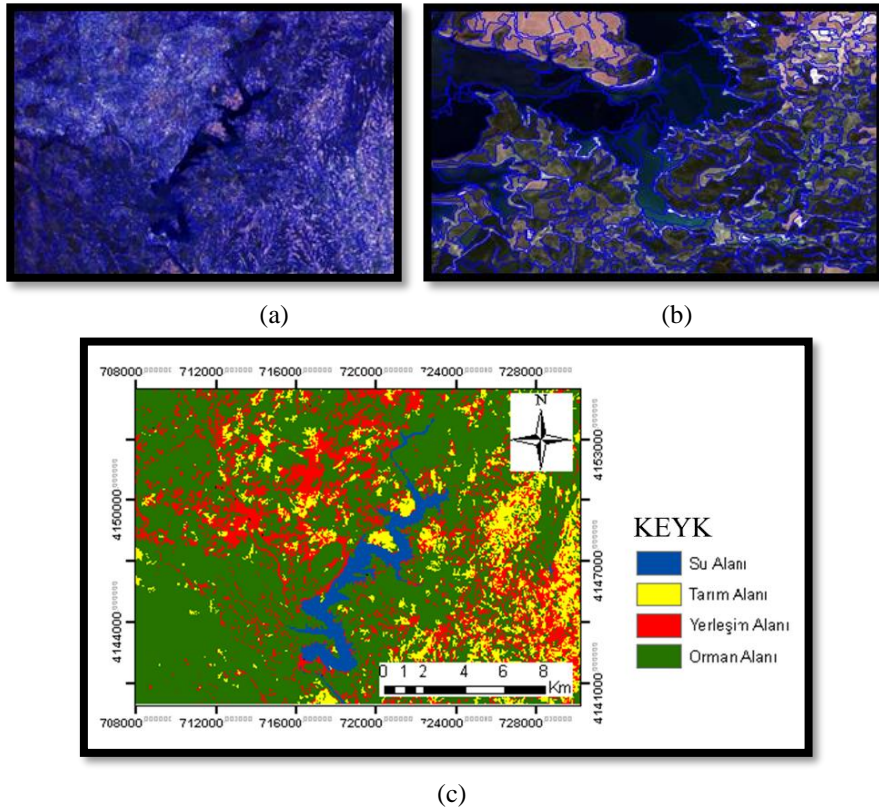 (a)
(b)
708000 712000 716000 720000 724000 728000
N
4153000
4150000
4147000
4144000
4141000
KEYK
Su Alanı
Tarım Alanı
Yerleşim Alanı
Orman Alanı
0 1 2 4 6 8
Km
708000 712000 716000 720000 724000 728000
(c)